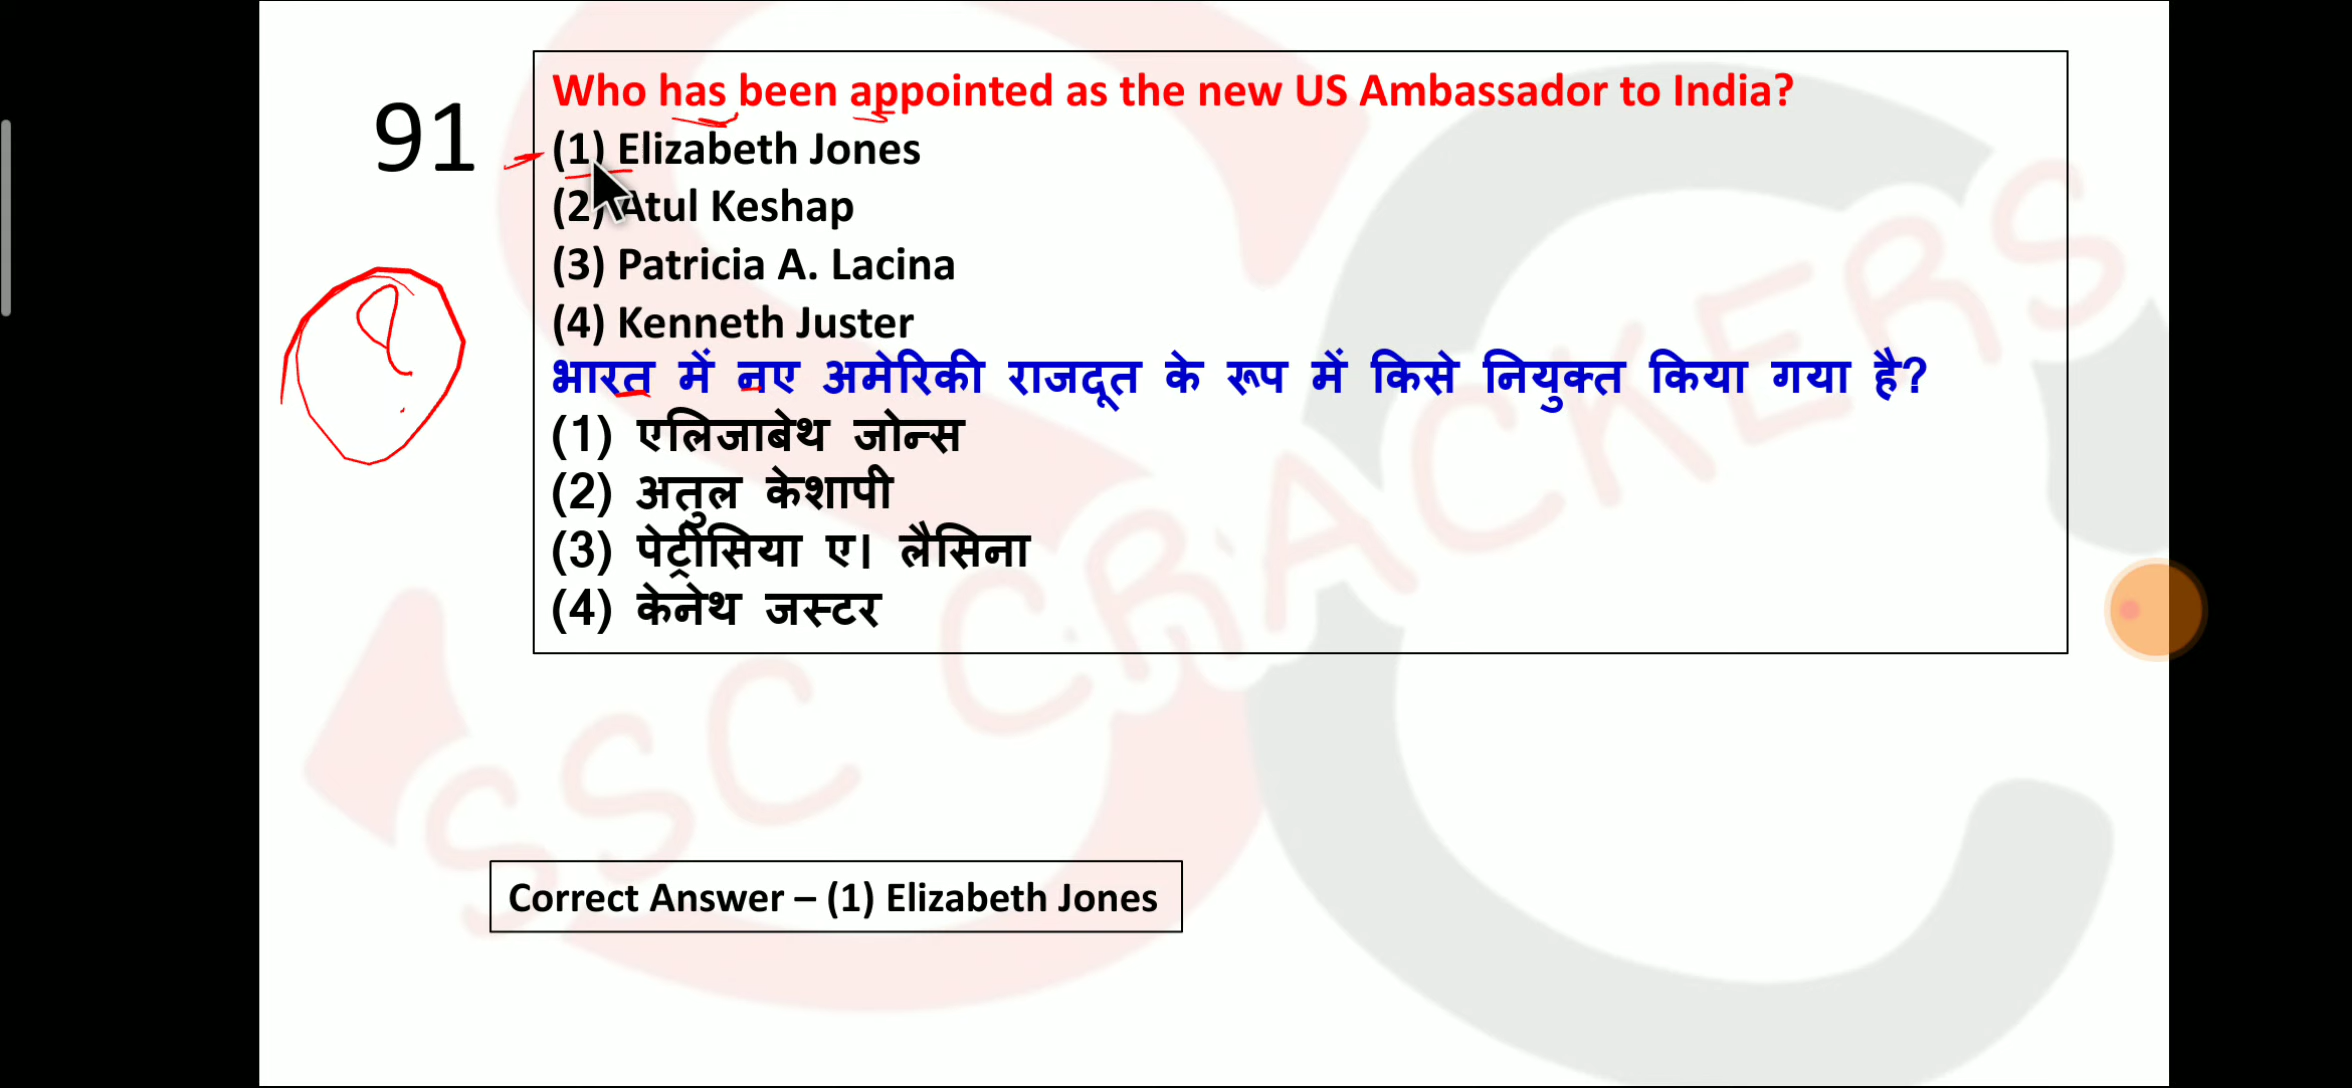 91
Who has been appointed as the new US Ambassador to India?
(1) Elizabeth Jones
(2) Atul Keshap
(3) Patricia A. Lacina
(4) Kenneth Juster
भारत में नए अमेरिकी राजदूत के रूप में किसे नियुक्त किया गया है?
(1) एलिजाबेथ जोन्स
(2) अतुल केशापी
(3) पेट्रीसिया ए। लैसिना
(4) केनेथ जस्टर
SSC CRACKERS
Correct Answer – (1) Elizabeth Jones